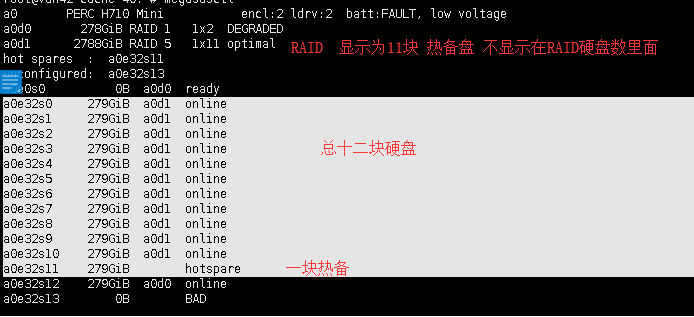 a0 PERC H710 Mini encl:2 ldrv:2 batt:FAULT, low voltage
a0d0 278GiB RAID 1 1x2 DEGRADED
a0d1 2788GiB RAID 5 1x11 optimal
RAID 显示为11块 热备盘 不显示在RAID硬盘数里面
hot spares : a0e32s11
configured: a0e32s13
e0s0 0B a0d0 ready
a0e32s0 279GiB a0d1 online
a0e32s1 279GiB a0d1 online
a0e32s2 279GiB a0d1 online
a0e32s3 279GiB a0d1 online
总十二块硬盘
a0e32s4 279GiB a0d1 online
a0e32s5 279GiB a0d1 online
a0e32s6 279GiB a0d1 online
a0e32s7 279GiB a0d1 online
a0e32s8 279GiB a0d1 online
a0e32s9 279GiB a0d1 online
a0e32s10 279GiB a0d1 online
a0e32s11 279GiB hotspare 一块热备
a0e32s12 279GiB a0d0 online
a0e32s13 0B BAD